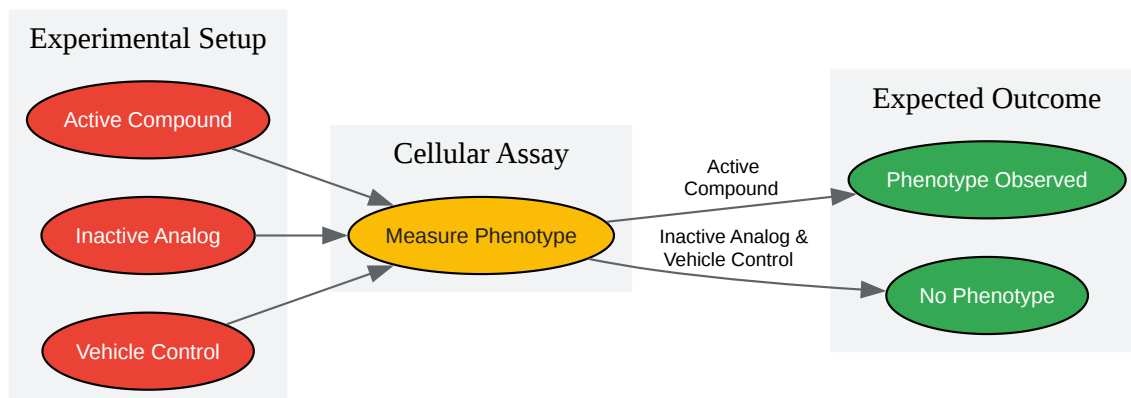 Experimental Setup
Active Compound
Inactive Analog
Vehicle Control
Cellular Assay
Measure Phenotype
Active
Compound
Inactive Analog &
Vehicle Control
Expected Outcome
Phenotype Observed
No Phenotype